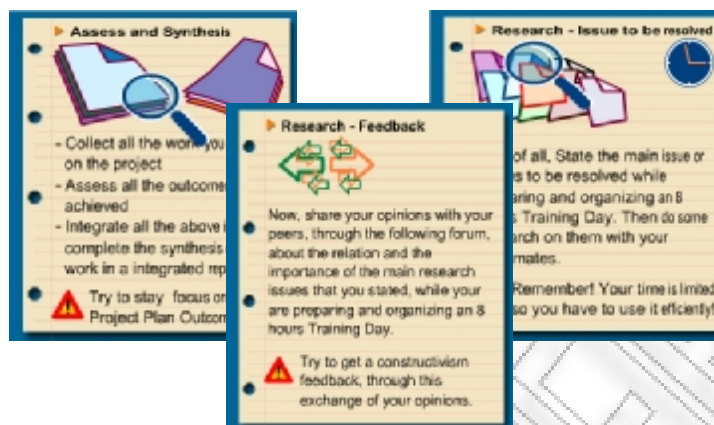 Assess and Synthesis
- Collect all the work you
on the project
- Assess all the outcome
achieved
- Integrate all the above i
complete the synthesis
work in a integrated rep
Try to stay focus on
Project Plan Outcom
Research - Feedback
Now, share your opinions with your
peers, through the following forum,
about the relation and the
importance of the main research
issues that you stated, while your
are preparing and organizing an 8
hours Training Day.
Try to get a constructivism
feedback, through this
exchange of your opinions.
Research - Issue to be resolved
of all, State the main issue or
s to be resolved while
aring and organizing an 8
s Training Day. Then do some
arch on them with your
mates.
Remember! Your time is limited
so you have to use it efficiently!